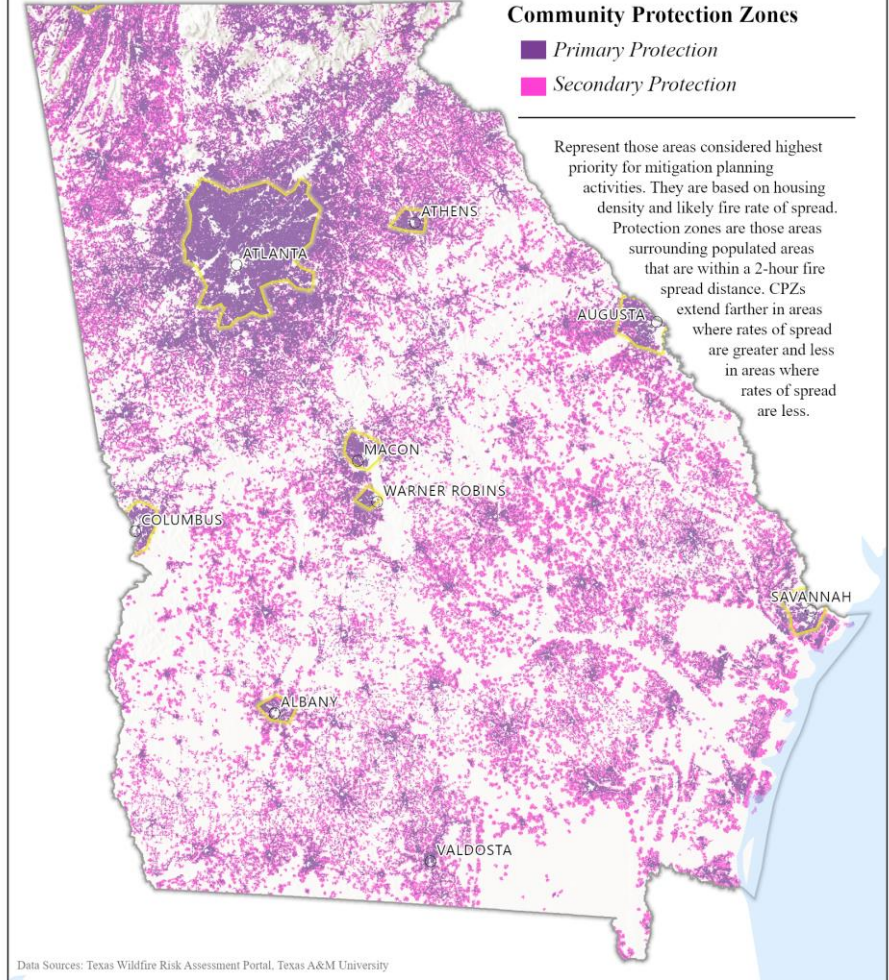 Community Protection Zones
Primary Protection
Secondary Protection
Represent those areas considered highest
priority for mitigation planning
activities. They are based on housing
density and likely fire rate of spread.
Protection zones are those areas
surrounding populated areas
that are within a 2-hour fire
spread distance. CPZs
extend farther in areas
where rates of spread
are greater and less
in areas where
rates of spread
are less.
ATHENS
ATLANTA
AUGUSTA
MACON
WARNER ROBINS
COLUMBUS
SAVANNAH
ALBANY
VALDOSTA
Data Sources: Texas Wildfire Risk Assessment Portal, Texas A&M University